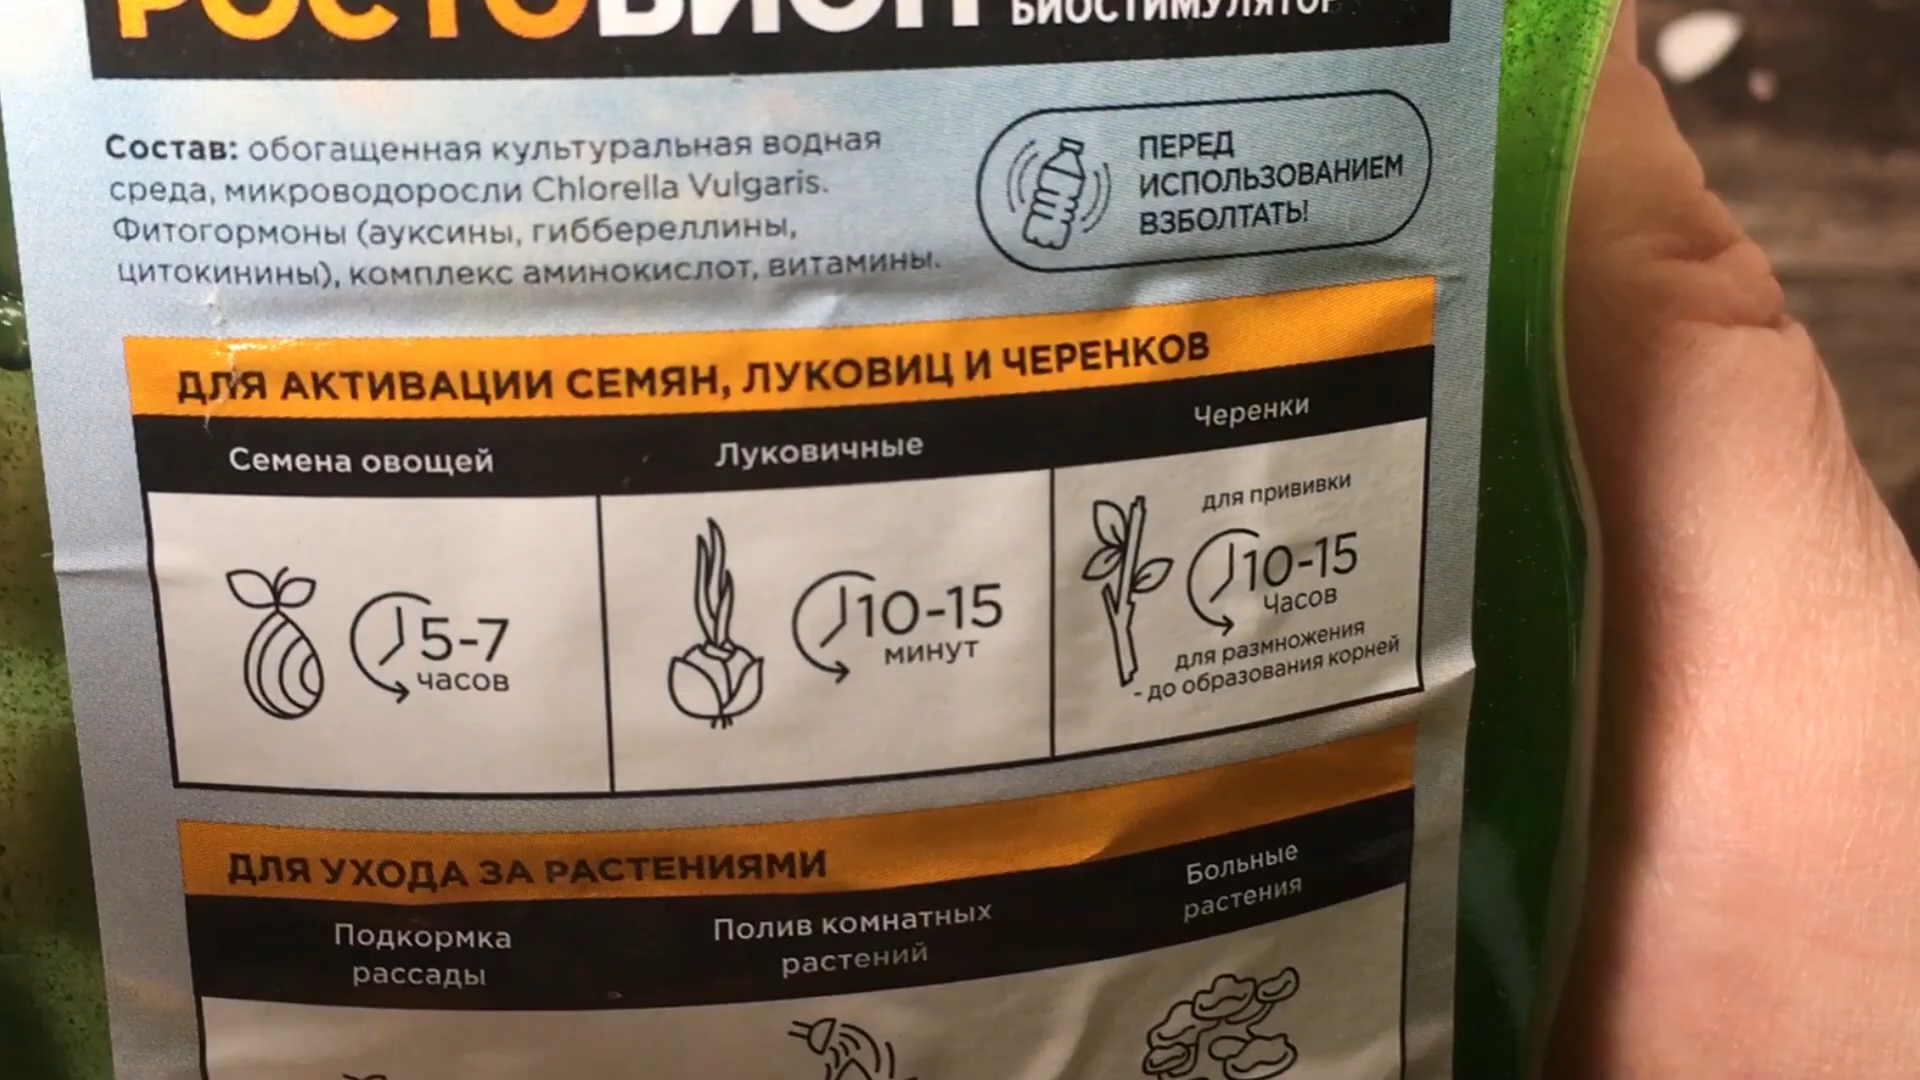 РОСТОБИОН БИОСТИМУЛЯТОР
Состав: обогащенная культуральная водная
среда, микроводоросли Chlorella Vulgaris.
Фитогормоны (ауксины, гиббереллины,
цитокинины), комплекс аминокислот, витамины.
ПЕРЕД
ИСПОЛЬЗОВАНИЕМ
ВЗБОЛТАТЬ!
ДЛЯ АКТИВАЦИИ СЕМЯН, ЛУКОВИЦ И ЧЕРЕНКОВ
Семена овощей
Луковичные
Черенки
5-7
часов
10-15
минут
для прививки
10-15
Часов
для размножения
- до образования корней
ДЛЯ УХОДА ЗА РАСТЕНИЯМИ
Подкормка
рассады
Полив комнатных
растений
Больные
растения